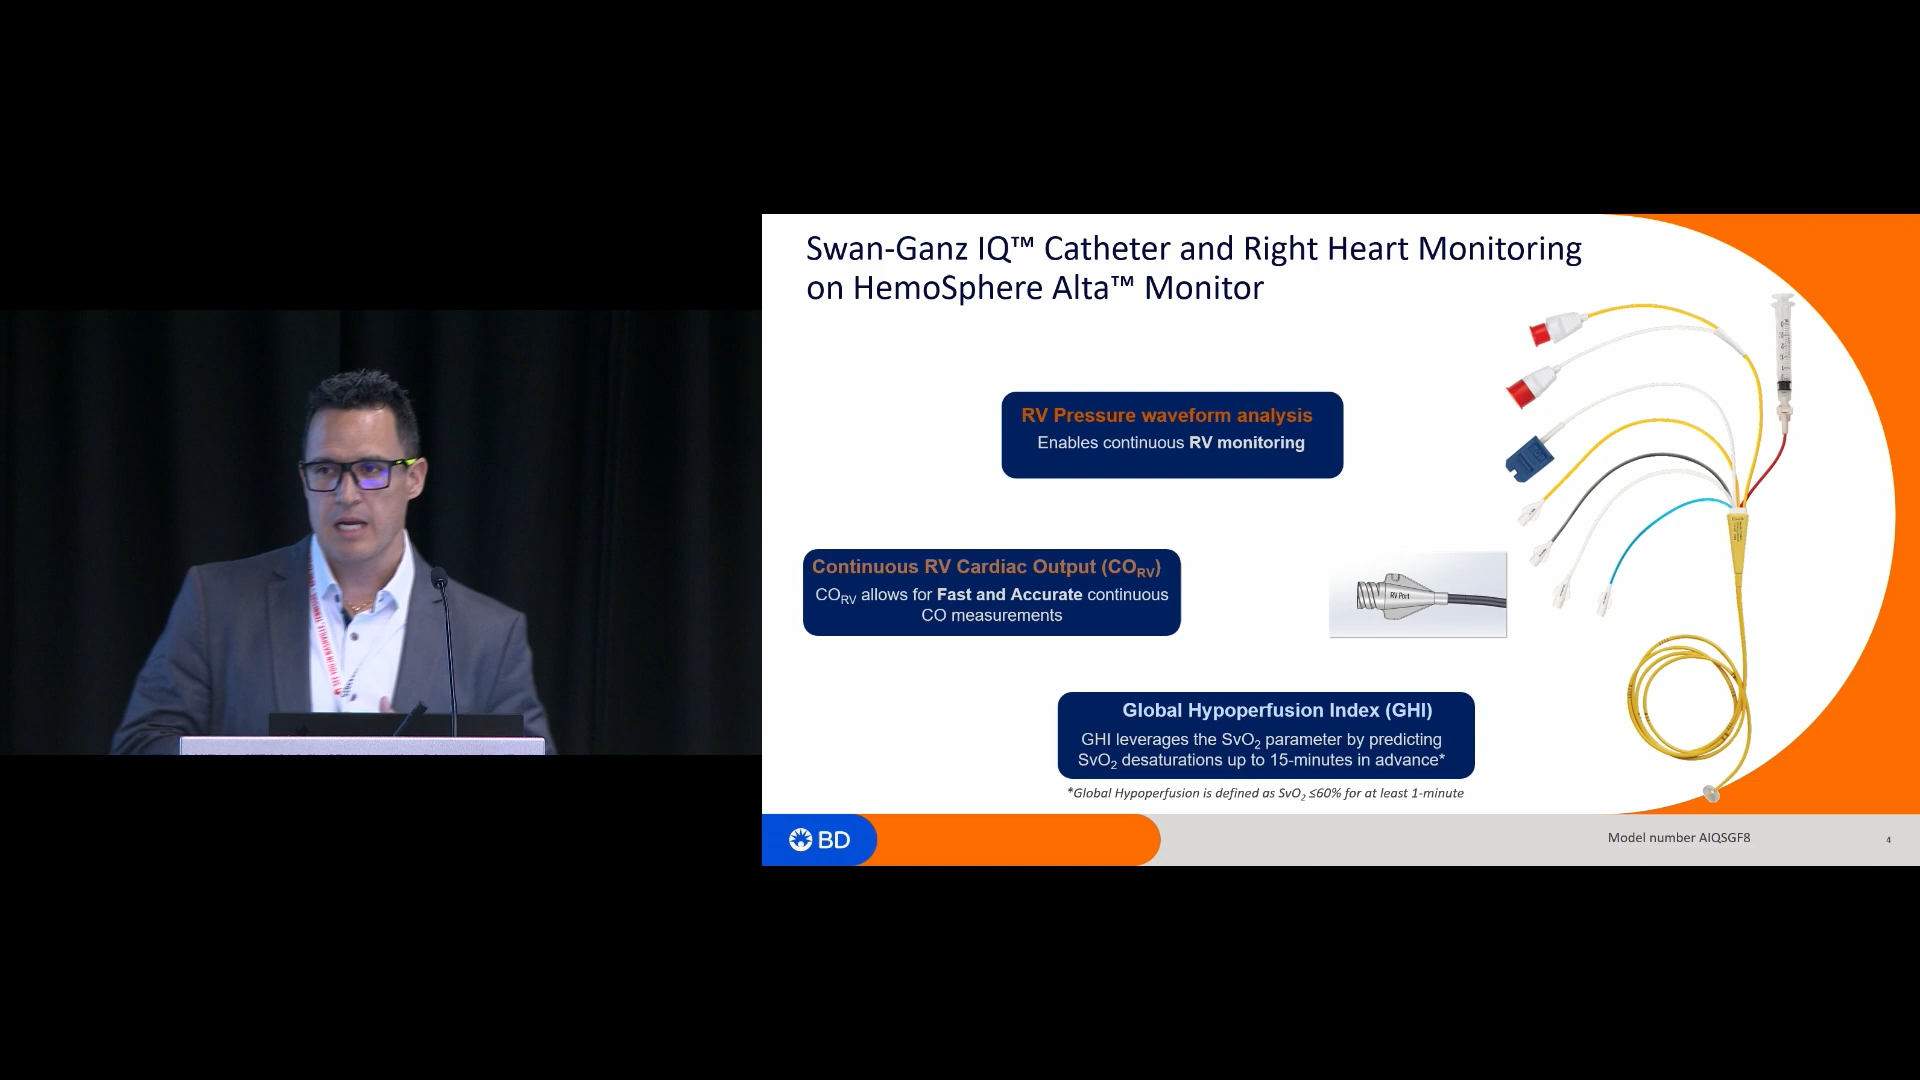 Swan-Ganz IQ™ Catheter and Right Heart Monitoring
on HemoSphere Alta™ Monitor
RV Pressure waveform analysis
Enables continuous RV monitoring
Continuous RV Cardiac Output (CORV)
CORV allows for Fast and Accurate continuous
CO measurements
RV Port
Global Hypoperfusion Index (GHI)
GHI leverages the SvO2 parameter by predicting
SvO2 desaturations up to 15-minutes in advance*
*Global Hypoperfusion is defined as SvO2 ≤60% for at least 1-minute
BD
Model number AIQSGF8
4